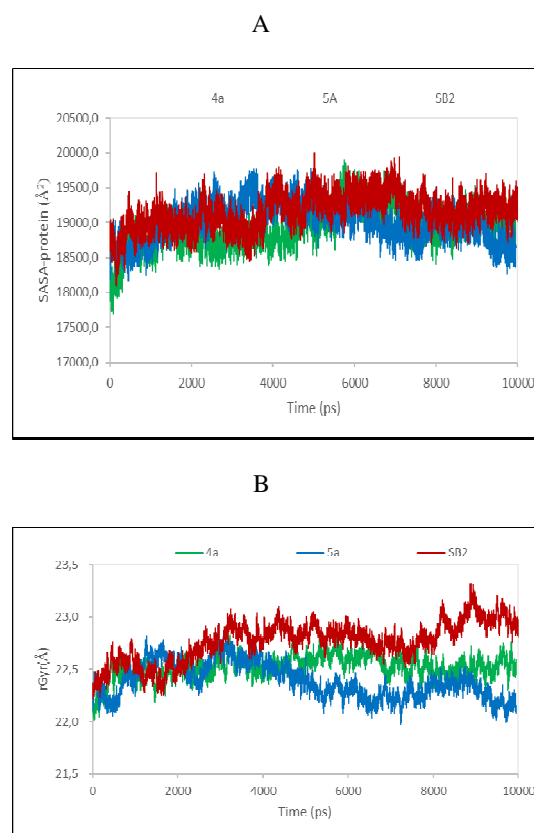 A
4a 5A SB2
20500,0
20000,0
19500,0
19000,0
18500,0
18000,0
17500,0
17000,0
SASA-protein (Å²)
0 2000 4000 6000 8000 10000
Time (ps)
B
4a 5a SB2
23,5
23,0
22,5
22,0
21,5
rGyr(Å)
0 2000 4000 6000 8000 10000
Time (ps)